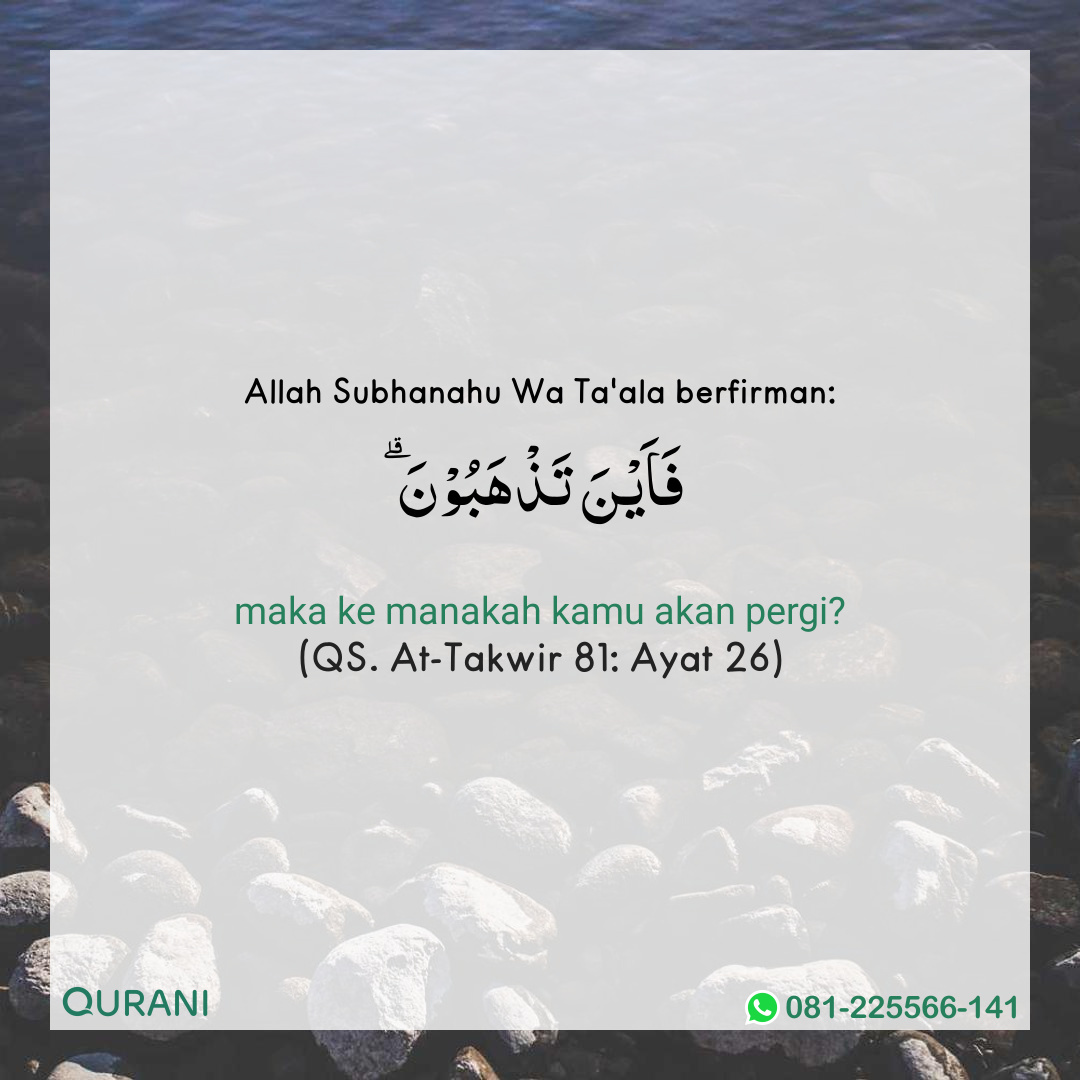 Allah Subhanahu Wa Ta'ala berfirman:
فَاَيْنَ تَذْهَبُوْنَۗ
maka ke manakah kamu akan pergi?
(QS. At-Takwir 81: Ayat 26)
QURANI
081-225566-141